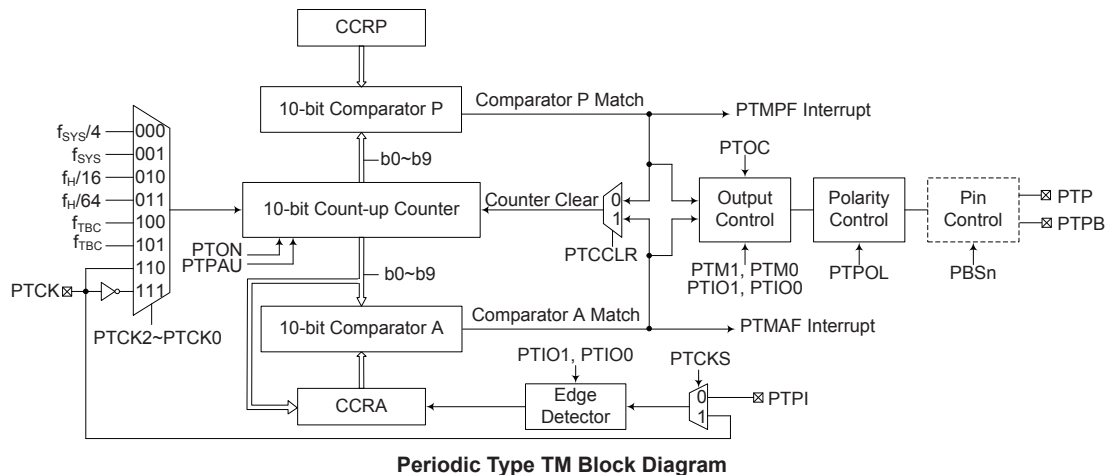 CCRP
10-bit Comparator P
Comparator P Match
PTMPF Interrupt
fSYS/4
000
fSYS
001
fH/16
010
fH/64
011
fTBC
100
fTBC
101
110
111
PTCK
PTCK2~PTCK0
b0~b9
10-bit Count-up Counter
Counter Clear
0
1
PTCCLR
PTON
PTPAU
b0~b9
PTOC
Output
Control
PTM1, PTM0
PTIO1, PTIO0
Polarity
Control
PTPOL
Pin
Control
PBSn
PTP
PTPB
10-bit Comparator A
Comparator A Match
PTMAF Interrupt
CCRA
PTIO1, PTIO0
Edge
Detector
PTCKS
0
1
PTPI
Periodic Type TM Block Diagram